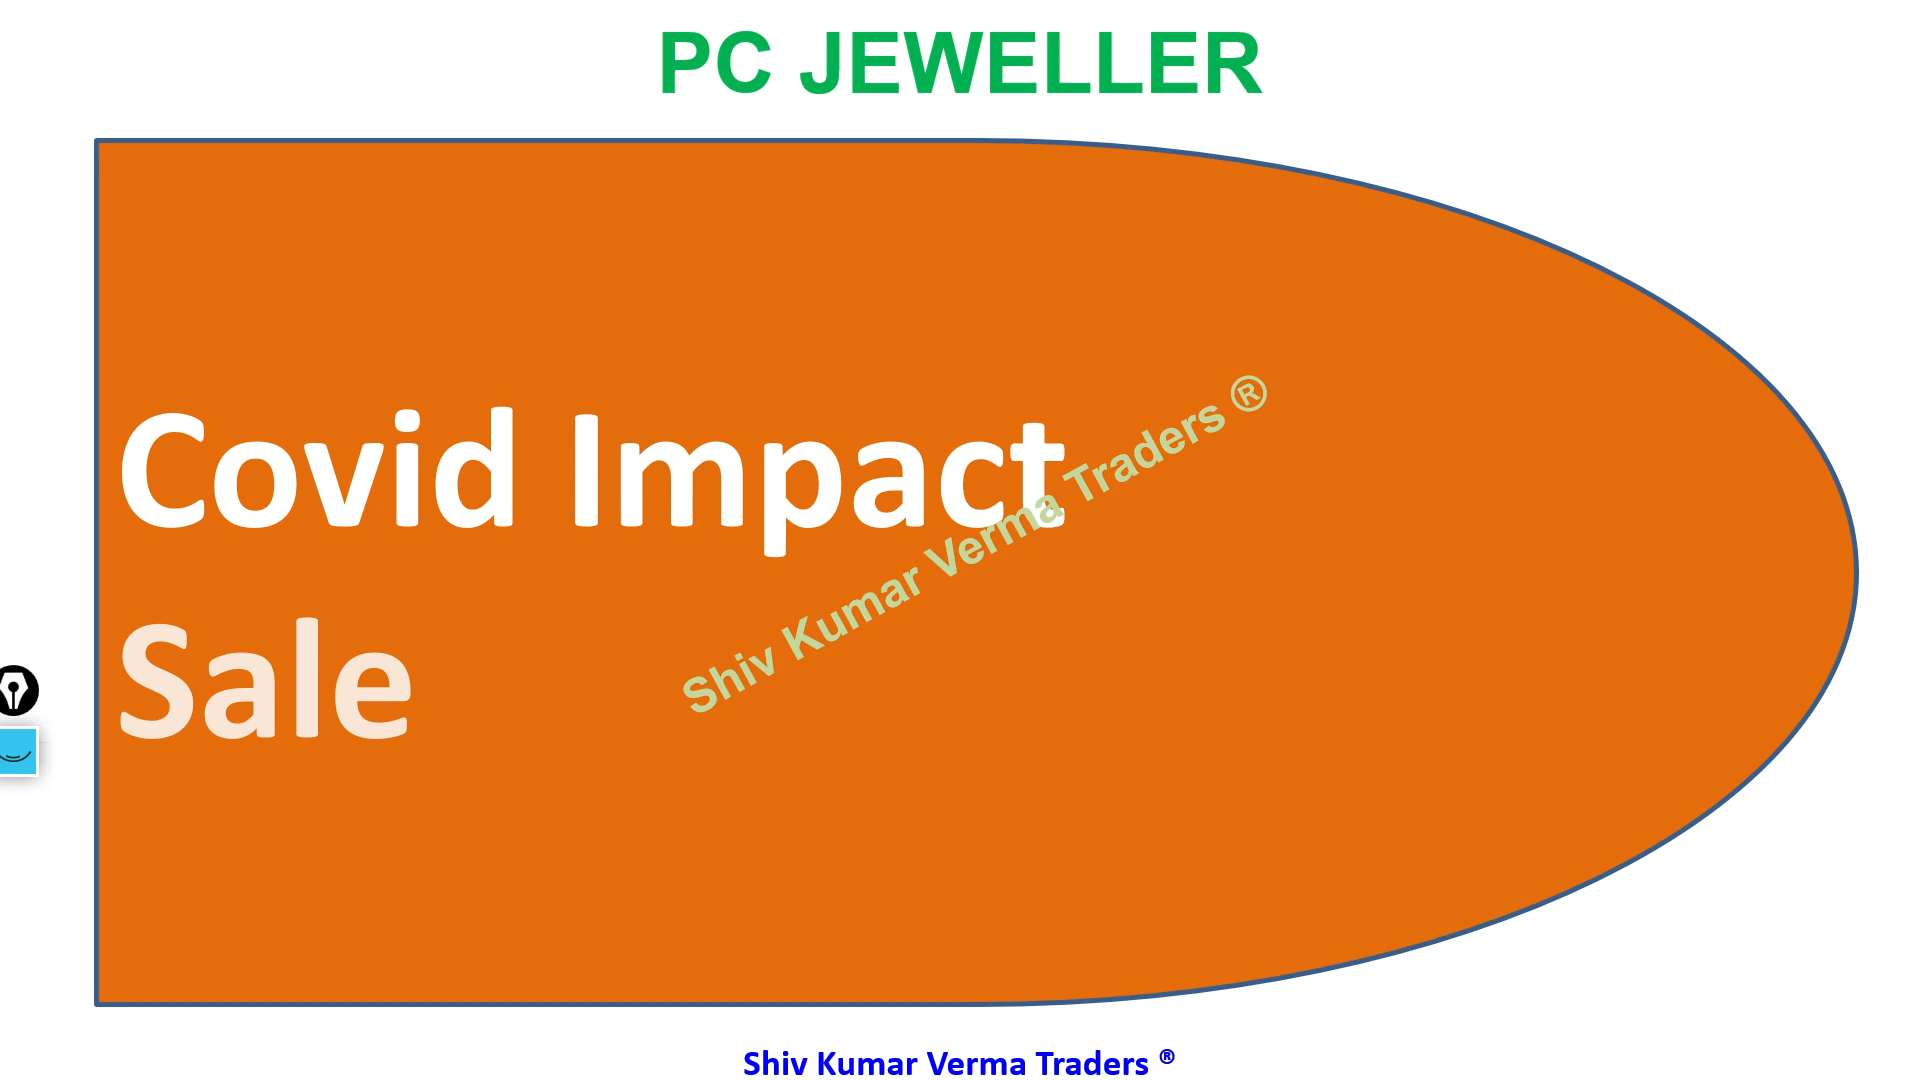 PC JEWELLER
Covid Impact
Sale
Shiv Kumar Verma Traders ®
Shiv Kumar Verma Traders ®